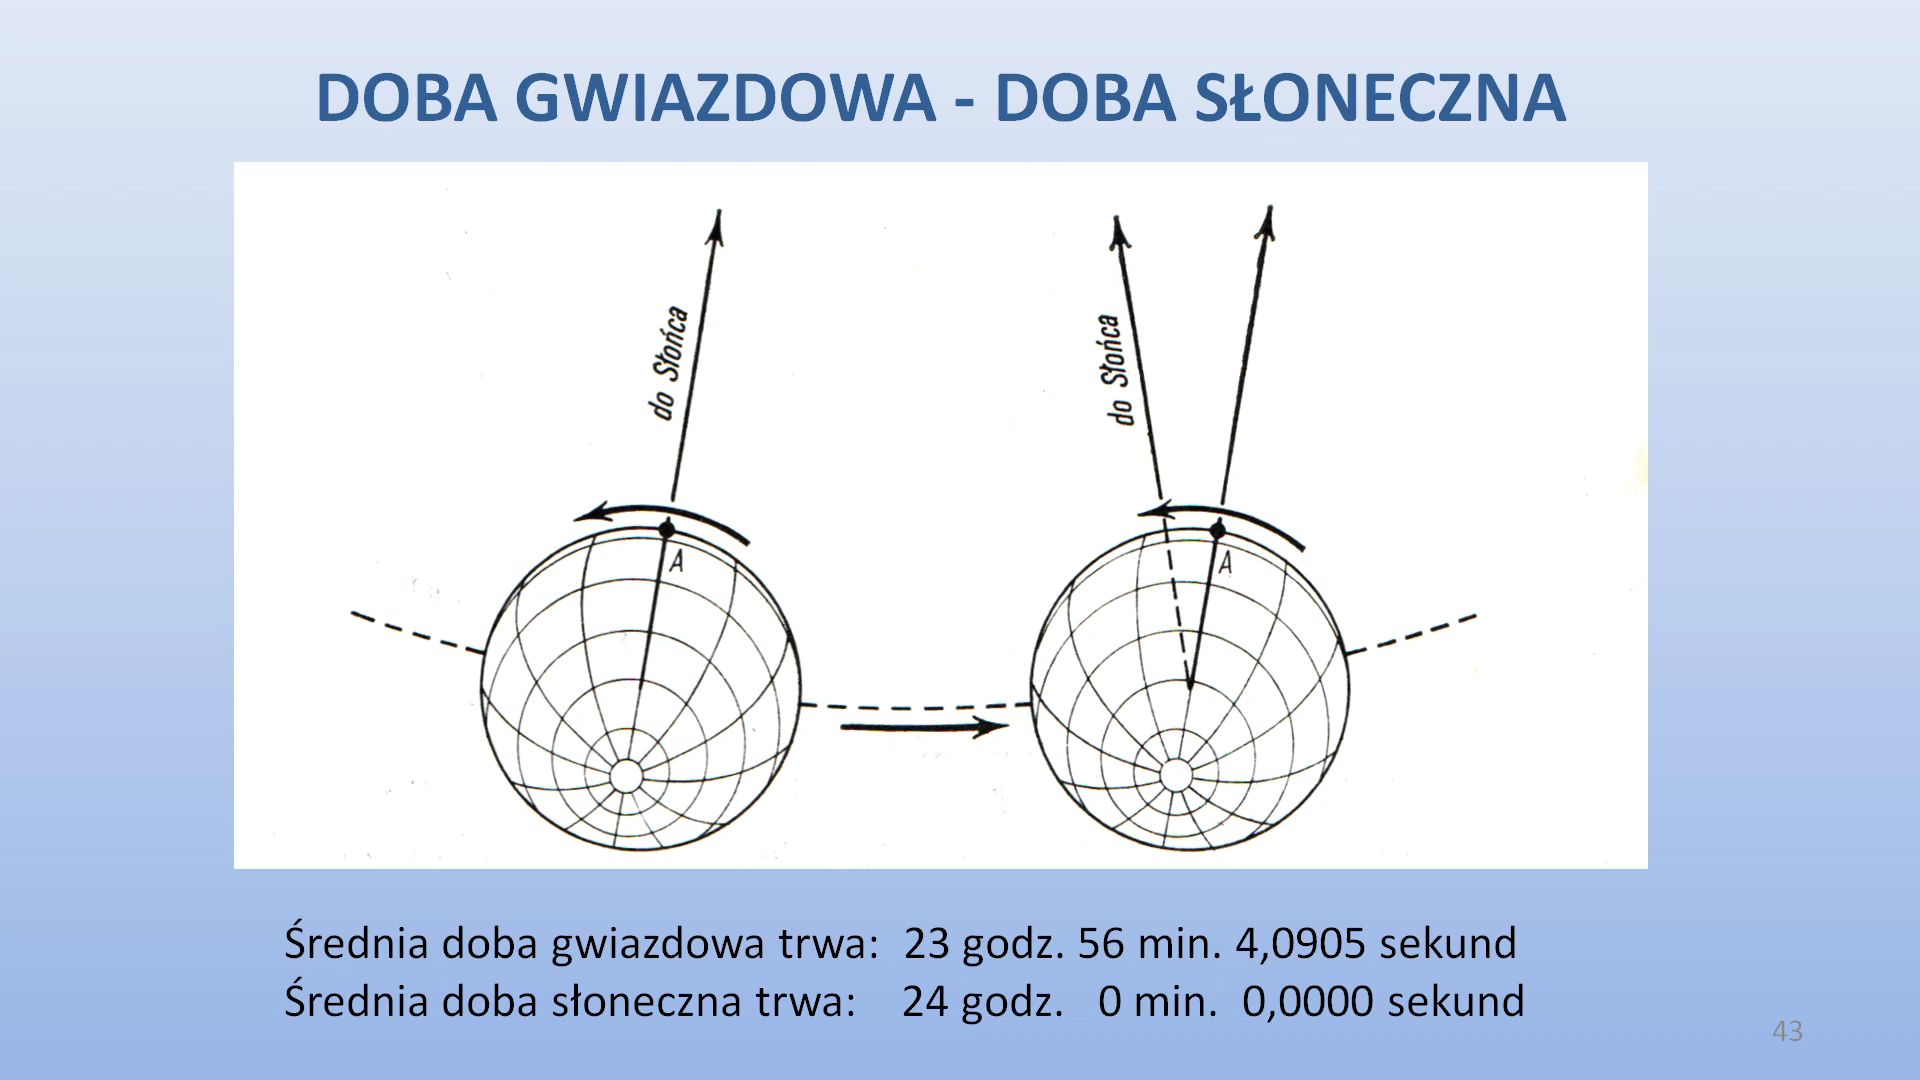 DOBA GWIAZDOWA - DOBA SŁONECZNA
do Słońca
do Słońca
A
A
Średnia doba gwiazdowa trwa: 23 godz. 56 min. 4,0905 sekund
Średnia doba słoneczna trwa: 24 godz. 0 min. 0,0000 sekund
43